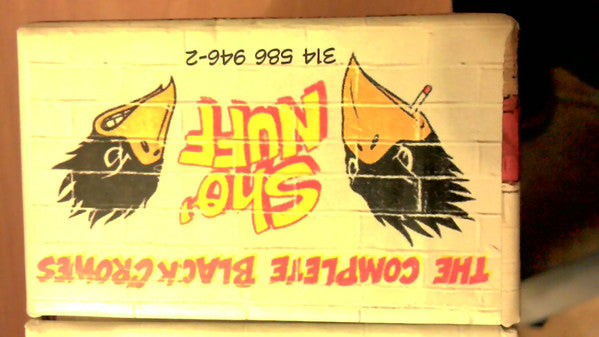 THE COMPLETE BLACK CROWES
Sho'
NUFF
314 586 946-2